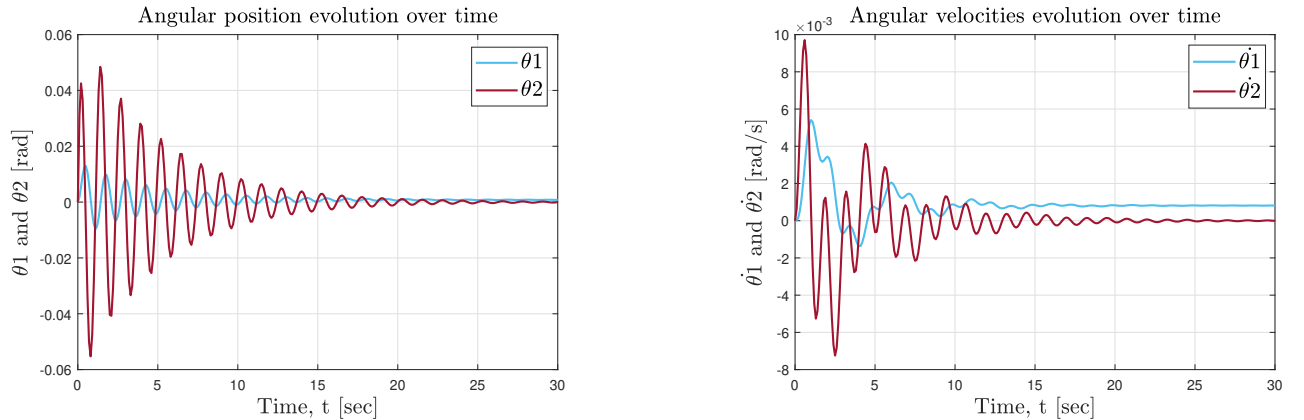 Angular position evolution over time
θ1 and θ2 [rad]
0.06
0.04
0.02
0
-0.02
-0.04
-0.06
θ1
θ2
0 5 10 15 20 25 30
Time, t [sec]
Angular velocities evolution over time
×10-3
θ̇1 and θ̇2 [rad/s]
10
8
6
4
2
0
-2
-4
-6
-8
θ̇1
θ̇2
0 5 10 15 20 25 30
Time, t [sec]